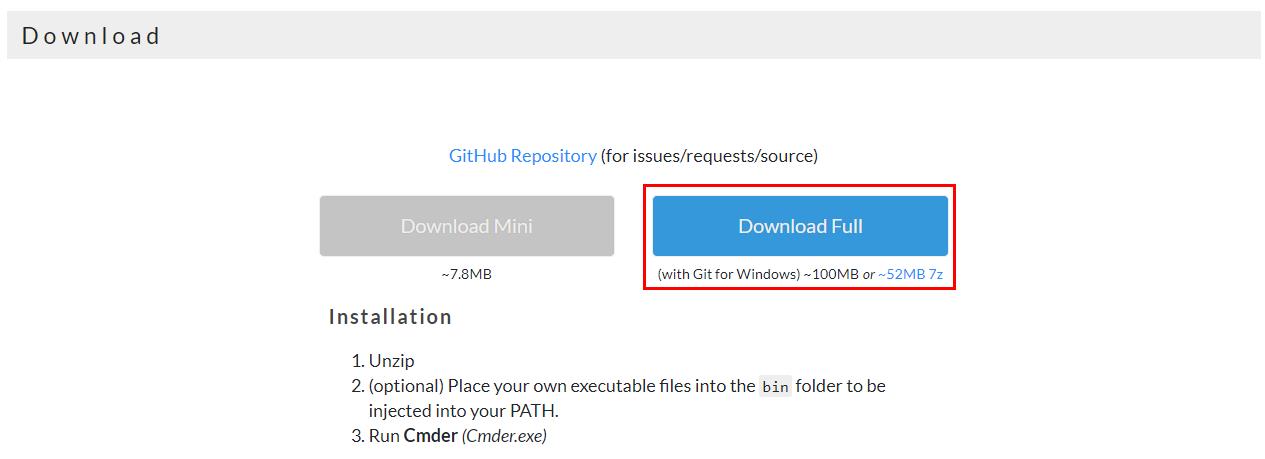 Download
GitHub Repository (for issues/requests/source)
Download Mini
Download Full
~7.8MB
(with Git for Windows) ~100MB or ~52MB 7z
Installation
1. Unzip
2. (optional) Place your own executable files into the bin folder to be
injected into your PATH.
3. Run Cmder (Cmder.exe)